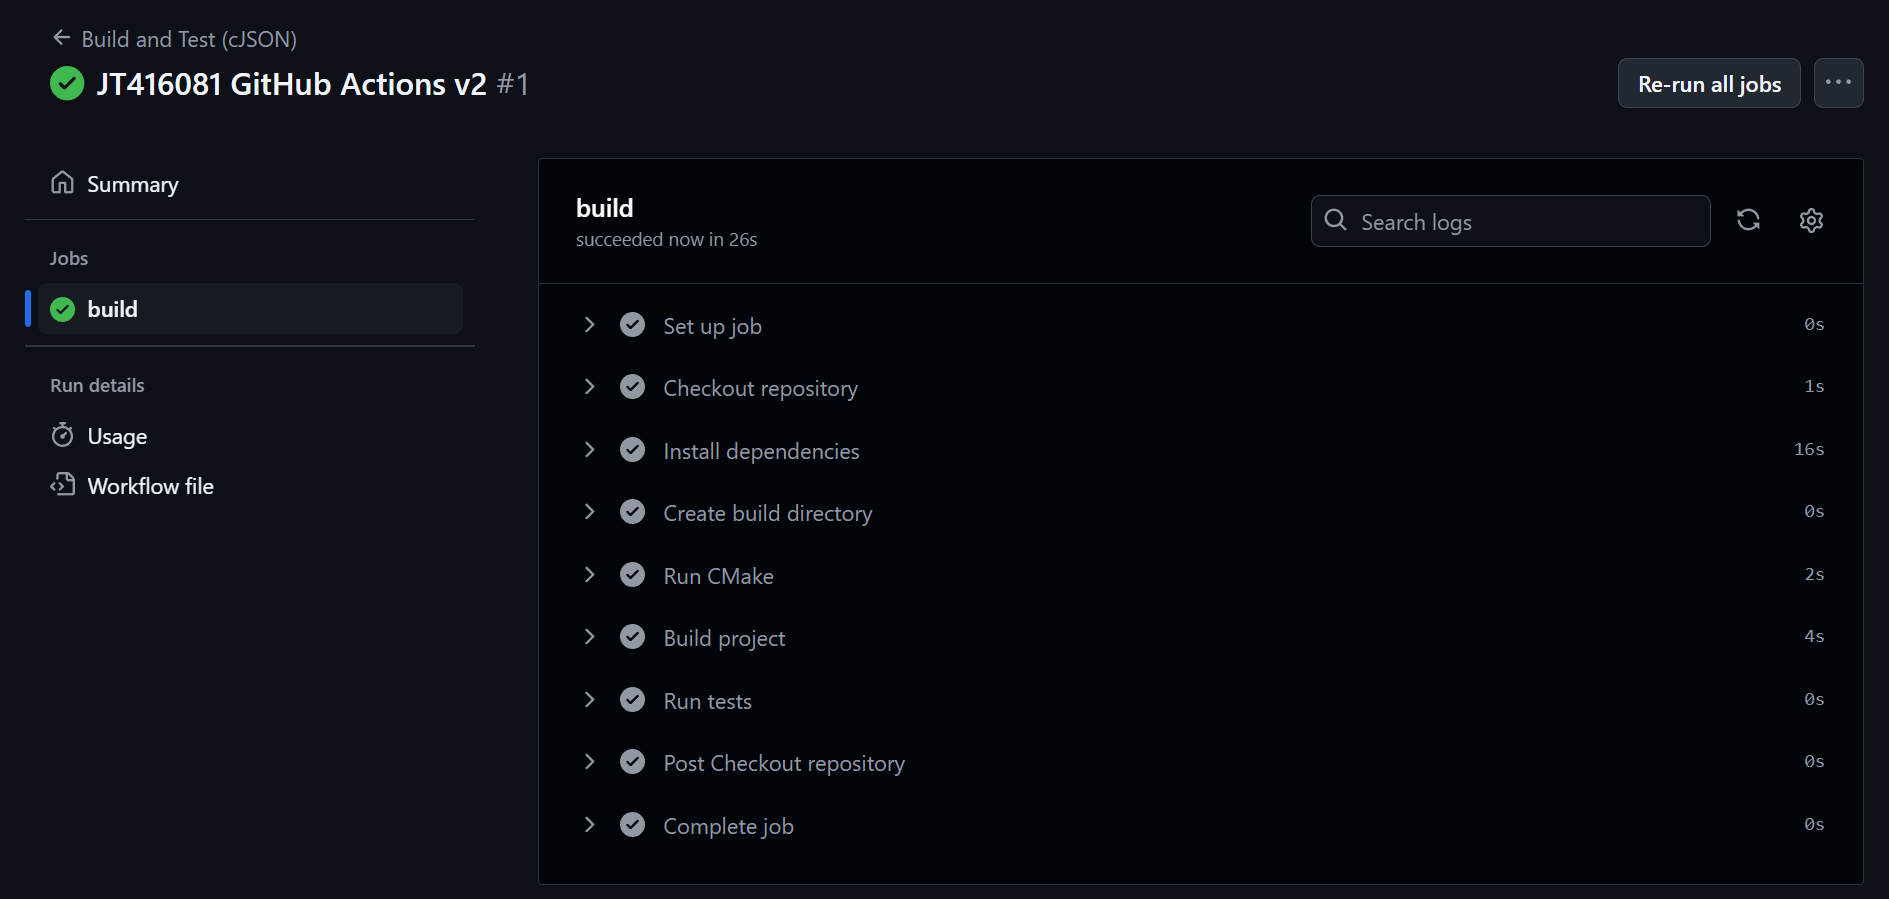 Build and Test (cJSON)
JT416081 GitHub Actions v2 #1
Re-run all jobs
Summary
Jobs
build
Run details
Usage
Workflow file
build
succeeded now in 26s
Search logs
Set up job 0s
Checkout repository 1s
Install dependencies 16s
Create build directory 0s
Run CMake 2s
Build project 4s
Run tests 0s
Post Checkout repository 0s
Complete job 0s